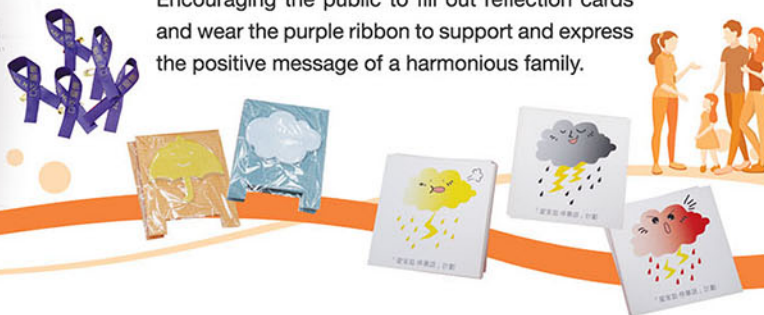 Encouraging the public to fill out reflection cards
and wear the purple ribbon to support and express
the positive message of a harmonious family.